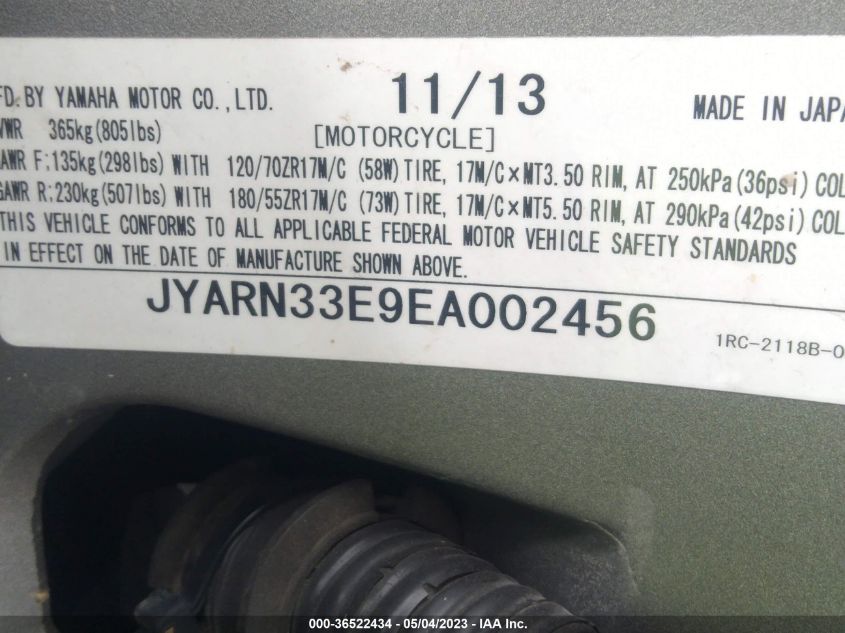 FD. BY YAMAHA MOTOR CO., LTD. 11/13 MADE IN JAPA
VWR 365kg(805lbs) [MOTORCYCLE]
AWR F:135kg(298lbs) WITH 120/70ZR17M/C (58W) TIRE, 17M/C×MT3.50 RIM, AT 250kPa(36psi) COL
GAWR R:230kg(507lbs) WITH 180/55ZR17M/C (73W) TIRE, 17M/C×MT5.50 RIM, AT 290kPa(42psi) COL
THIS VEHICLE CONFORMS TO ALL APPLICABLE FEDERAL MOTOR VEHICLE SAFETY STANDARDS
IN EFFECT ON THE DATE OF MANUFACTURE SHOWN ABOVE.
JYARN33E9EA002456 1RC-2118B-0
000-36522434 - 05/04/2023 - IAA Inc.